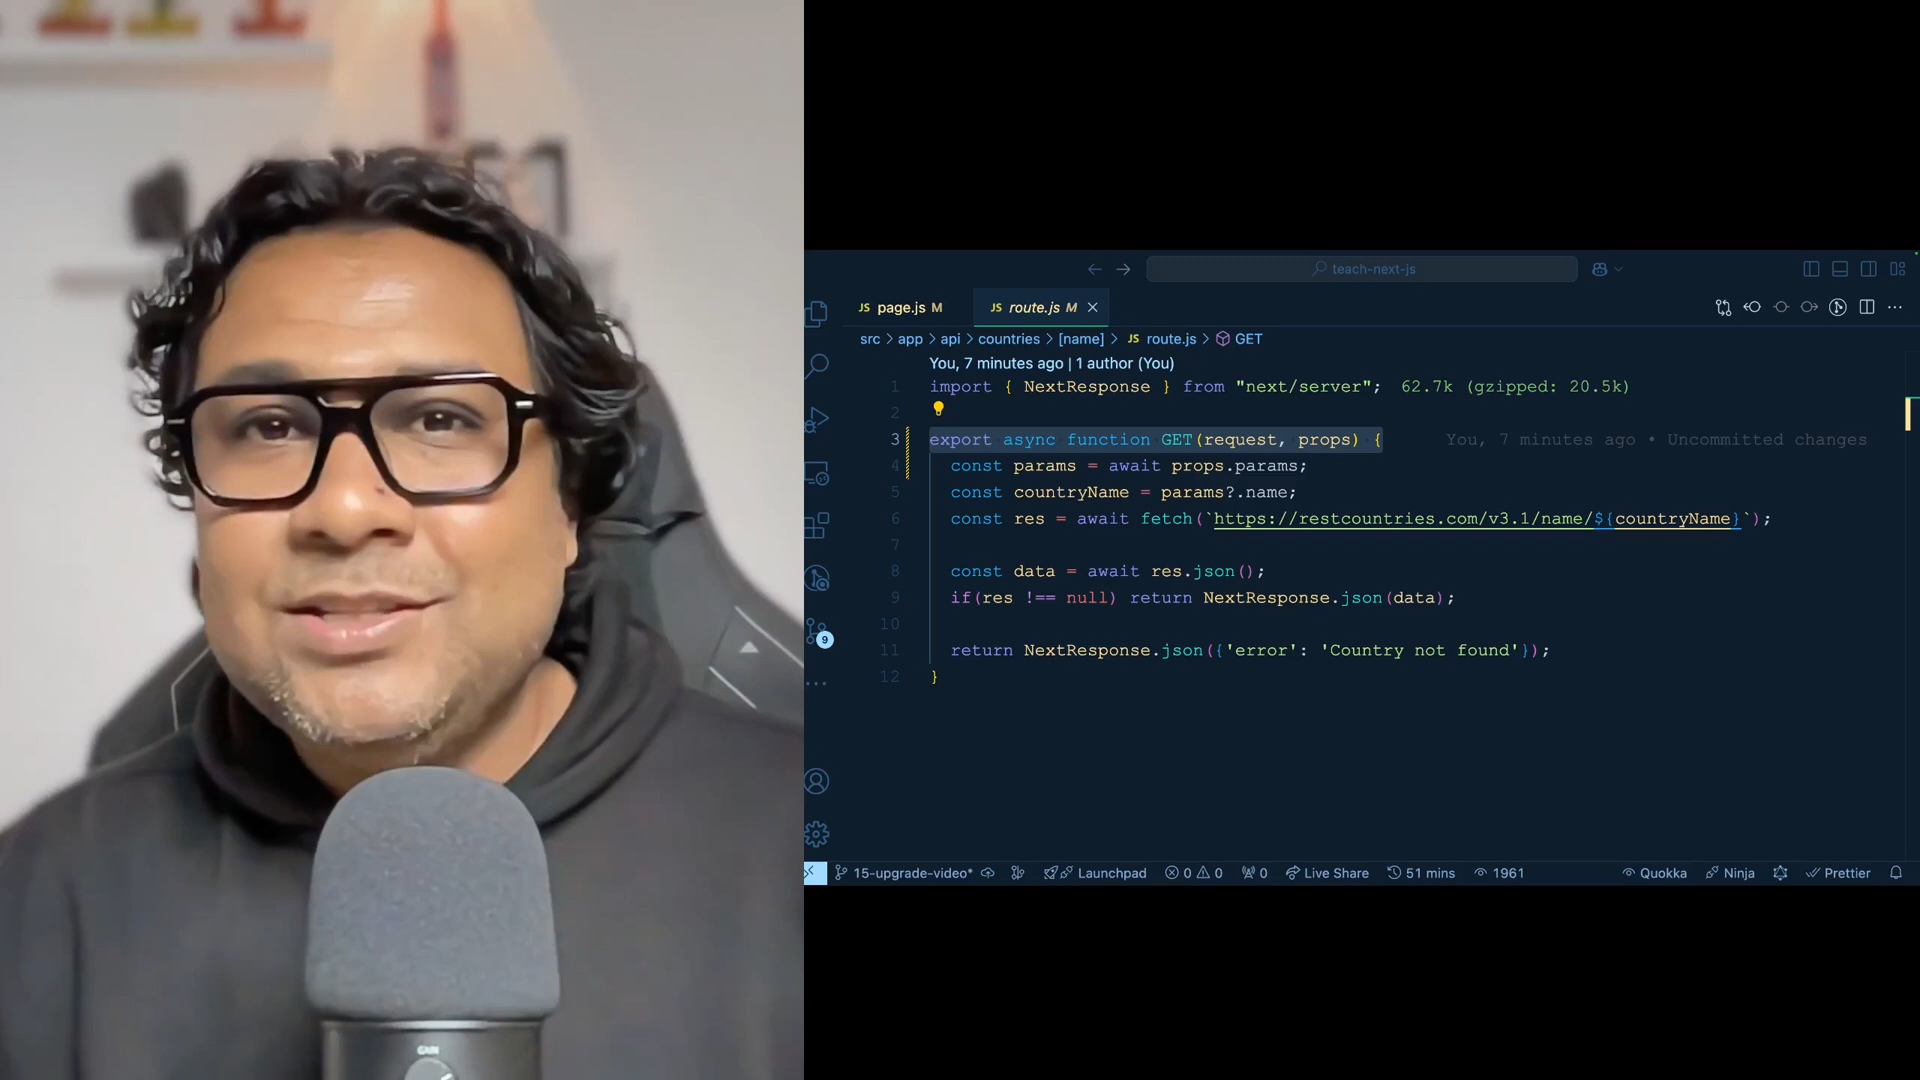 GAIN
teach-next-js
JS page.js M JS route.js M
src > app > api > countries > [name] > JS route.js > GET
You, 7 minutes ago | 1 author (You)
1 import { NextResponse } from "next/server"; 62.7k (gzipped: 20.5k)
2
3 export async function GET(request, props) { You, 7 minutes ago • Uncommitted changes
4 const params = await props.params;
5 const countryName = params?.name;
6 const res = await fetch(`https://restcountries.com/v3.1/name/${countryName}`);
7
8 const data = await res.json();
9 if(res !== null) return NextResponse.json(data);
10
11 return NextResponse.json({'error': 'Country not found'});
12 }
9
15-upgrade-video* Launchpad 0 0 0 Live Share 51 mins 1961 Quokka Ninja Prettier